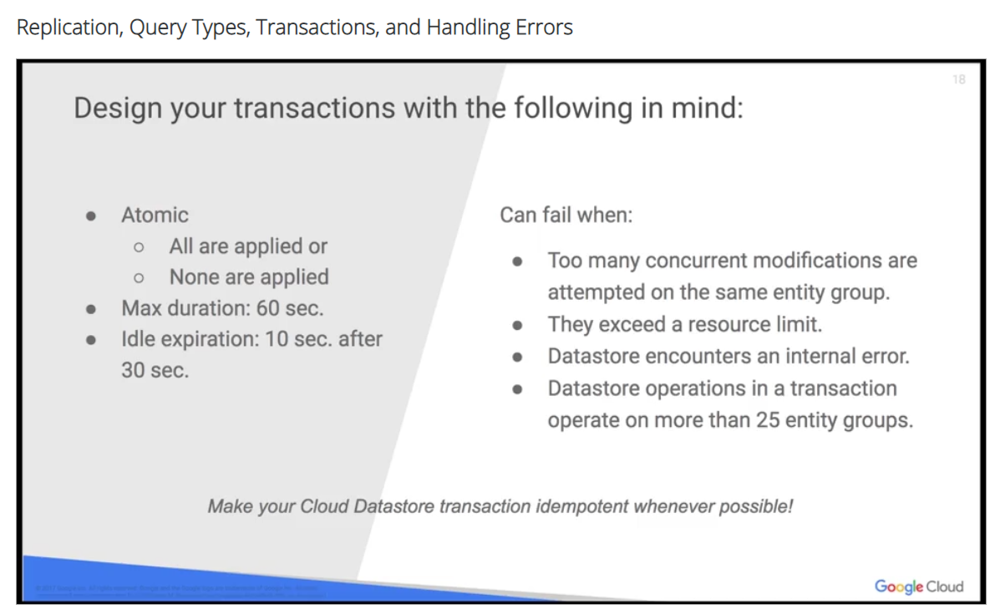 Replication, Query Types, Transactions, and Handling Errors
18
Design your transactions with the following in mind:
● Atomic
○ All are applied or
○ None are applied
● Max duration: 60 sec.
● Idle expiration: 10 sec. after
30 sec.
Can fail when:
● Too many concurrent modifications are
attempted on the same entity group.
● They exceed a resource limit.
● Datastore encounters an internal error.
● Datastore operations in a transaction
operate on more than 25 entity groups.
Make your Cloud Datastore transaction idempotent whenever possible!
Google Cloud